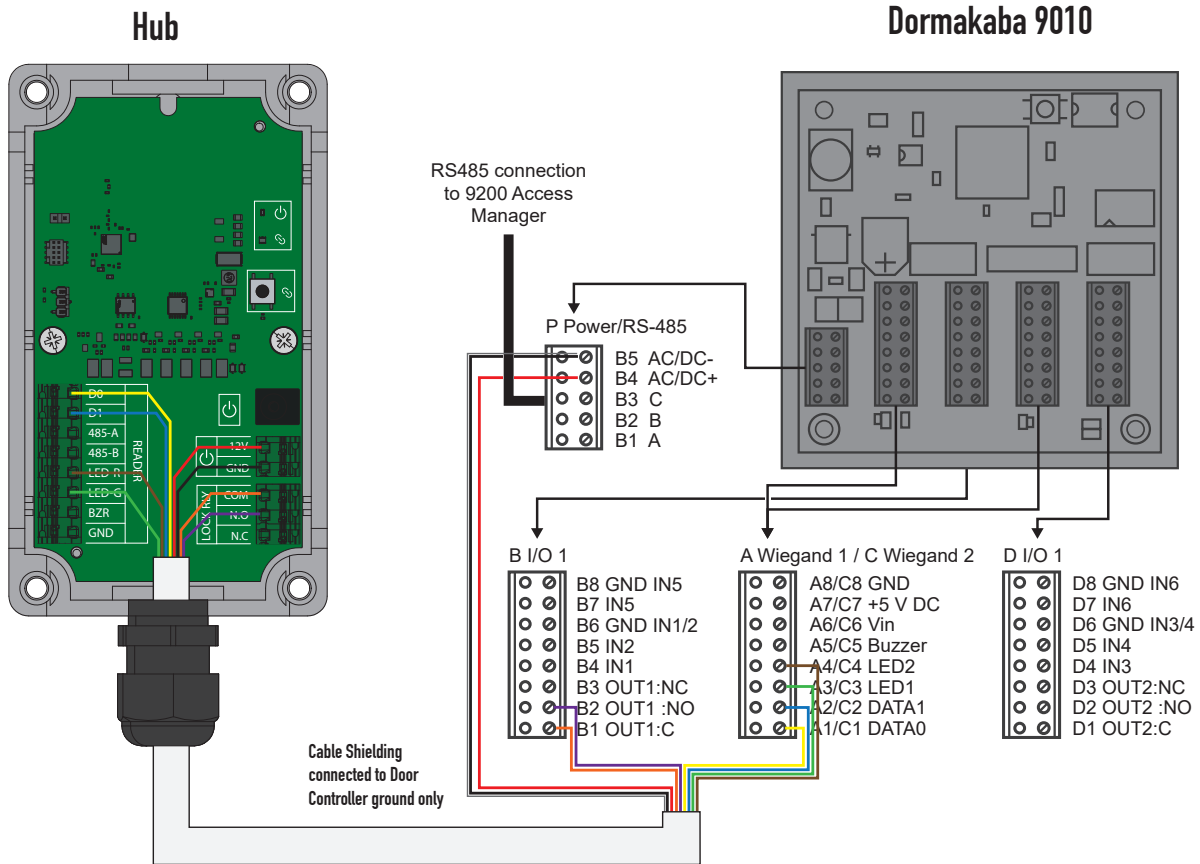 Hub
Dormakaba 9010
RS485 connection
to 9200 Access
Manager
P Power/RS-485
B5 AC/DC-
B4 AC/DC+
B3 C
B2 B
B1 A
D0
D1
485-A
485-B
LED-R
LED-G
BZR
GND
READER
12V
GND
LOCK RLY
COM
N.O
N.C
B I/O 1
B8 GND IN5
B7 IN5
B6 GND IN1/2
B5 IN2
B4 IN1
B3 OUT1:NC
B2 OUT1 :NO
B1 OUT1:C
A Wiegand 1 / C Wiegand 2
A8/C8 GND
A7/C7 +5 V DC
A6/C6 Vin
A5/C5 Buzzer
A4/C4 LED2
A3/C3 LED1
A2/C2 DATA1
A1/C1 DATA0
D I/O 1
D8 GND IN6
D7 IN6
D6 GND IN3/4
D5 IN4
D4 IN3
D3 OUT2:NC
D2 OUT2 :NO
D1 OUT2:C
Cable Shielding
connected to Door
Controller ground only